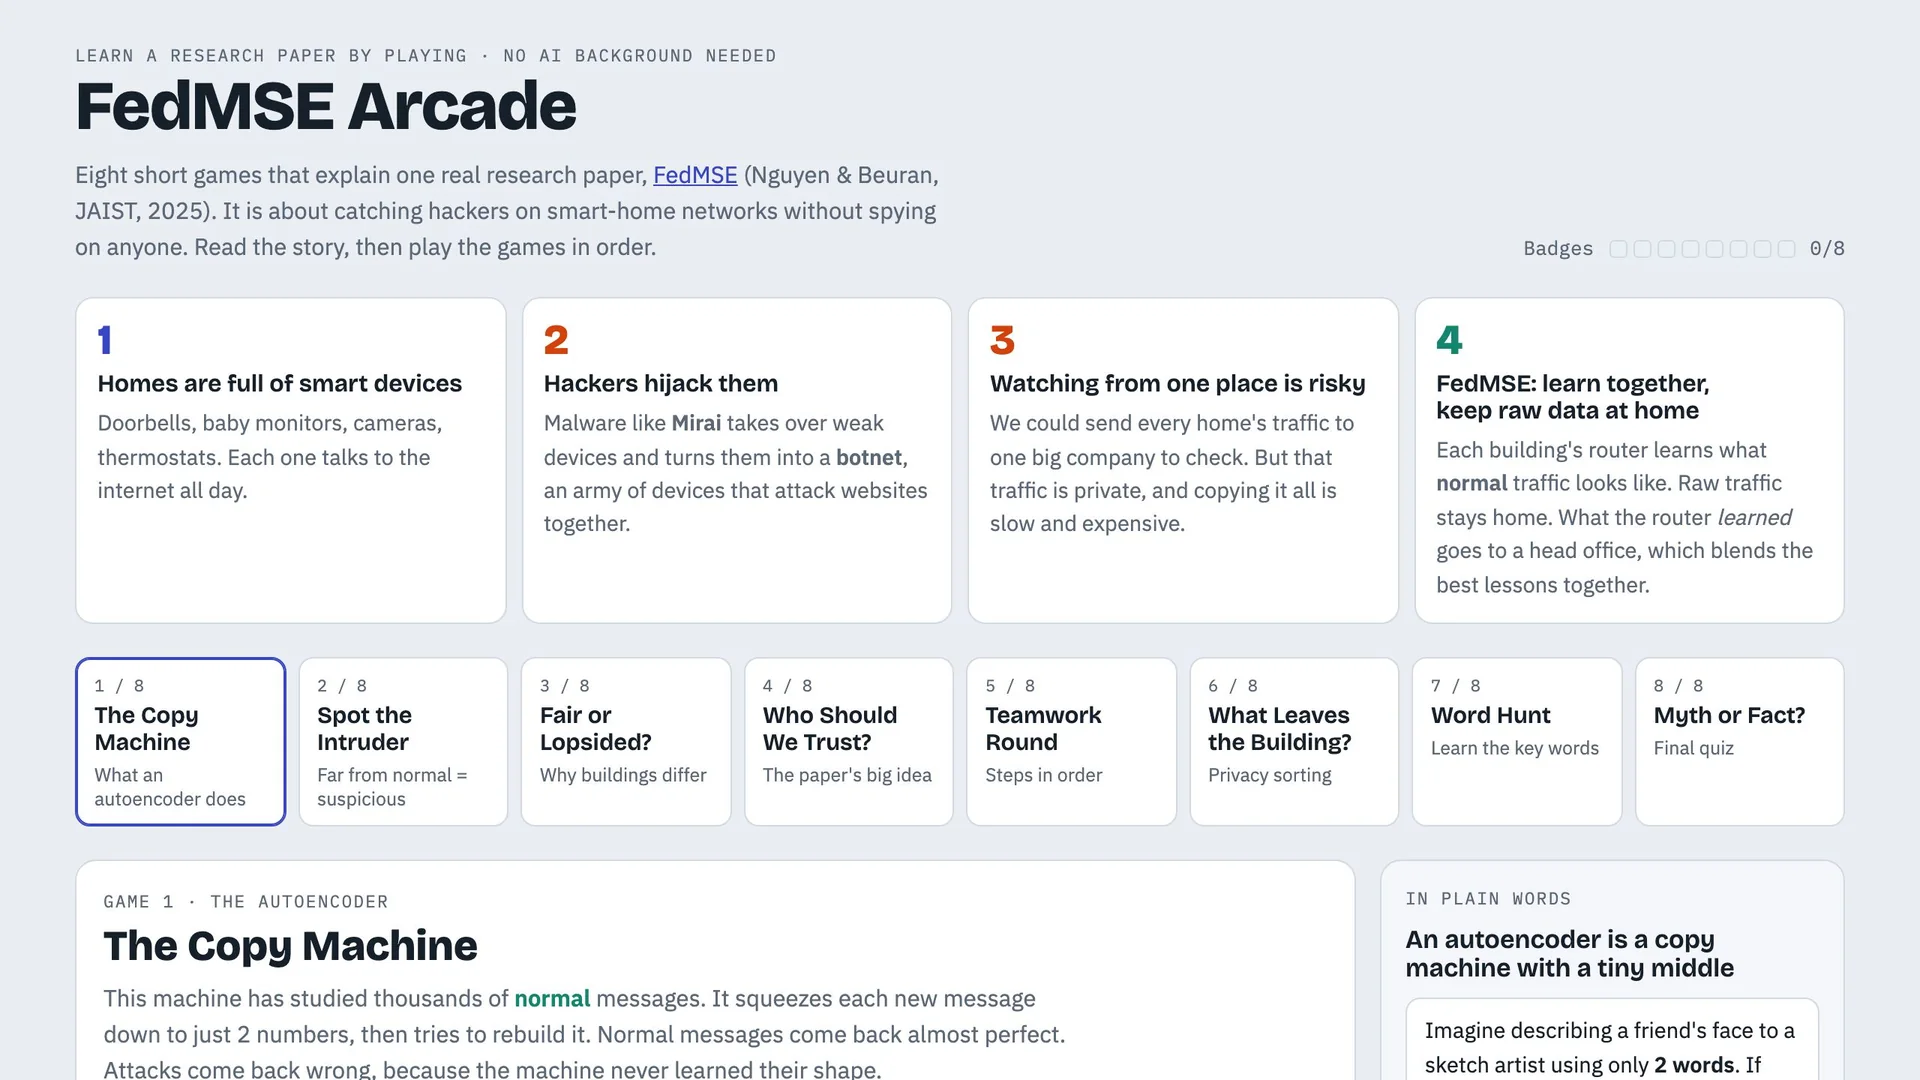 LEARN A RESEARCH PAPER BY PLAYING · NO AI BACKGROUND NEEDED
FedMSE Arcade
Eight short games that explain one real research paper, FedMSE (Nguyen & Beuran,
JAIST, 2025). It is about catching hackers on smart-home networks without spying
on anyone. Read the story, then play the games in order.
Badges 0/8
1
Homes are full of smart devices
Doorbells, baby monitors, cameras,
thermostats. Each one talks to the
internet all day.
2
Hackers hijack them
Malware like Mirai takes over weak
devices and turns them into a botnet,
an army of devices that attack websites
together.
3
Watching from one place is risky
We could send every home's traffic to
one big company to check. But that
traffic is private, and copying it all is
slow and expensive.
4
FedMSE: learn together,
keep raw data at home
Each building's router learns what
normal traffic looks like. Raw traffic
stays home. What the router learned
goes to a head office, which blends the
best lessons together.
1 / 8
The Copy
Machine
What an
autoencoder does
2 / 8
Spot the
Intruder
Far from normal =
suspicious
3 / 8
Fair or
Lopsided?
Why buildings differ
4 / 8
Who Should
We Trust?
The paper's big idea
5 / 8
Teamwork
Round
Steps in order
6 / 8
What Leaves
the Building?
Privacy sorting
7 / 8
Word Hunt
Learn the key words
8 / 8
Myth or Fact?
Final quiz
GAME 1 · THE AUTOENCODER
The Copy Machine
This machine has studied thousands of normal messages. It squeezes each new message
down to just 2 numbers, then tries to rebuild it. Normal messages come back almost perfect.
Attacks come back wrong, because the machine never learned their shape.
IN PLAIN WORDS
An autoencoder is a copy
machine with a tiny middle
Imagine describing a friend's face to a
sketch artist using only 2 words. If